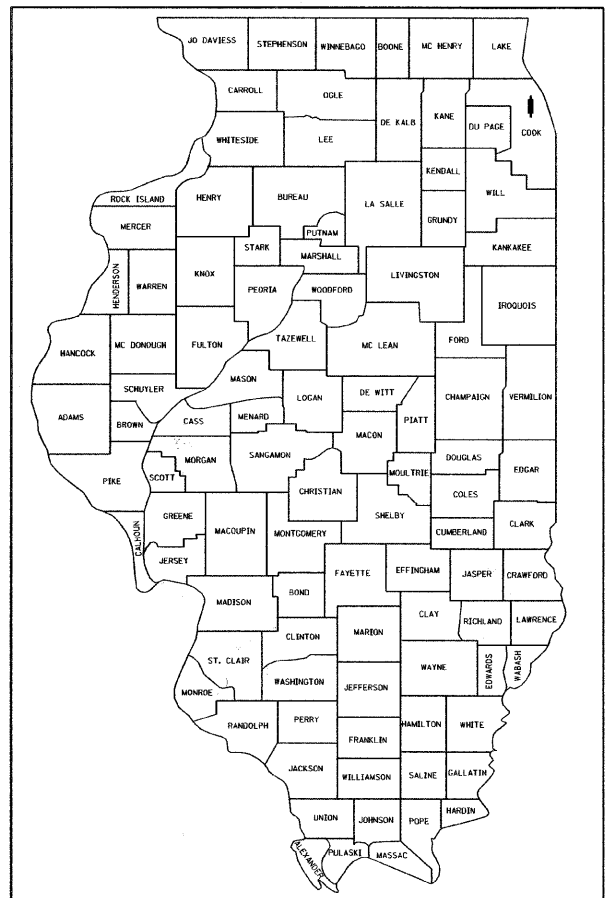 JO DAVIESS
STEPHENSON
WINNEBAGO
BOONE
MC HENRY
LAKE
CARROLL
OGLE
DE KALB
KANE
DU PAGE
COOK
WHITESIDE
LEE
KENDALL
WILL
ROCK ISLAND
HENRY
BUREAU
LA SALLE
GRUNDY
MERCER
PUTNAM
KANKAKEE
STARK
MARSHALL
HENDERSON
WARREN
KNOX
PEORIA
WOODFORD
LIVINGSTON
IROQUOIS
HANCOCK
MC DONOUGH
FULTON
TAZEWELL
MC LEAN
FORD
SCHUYLER
MASON
LOGAN
DE WITT
CHAMPAIGN
VERMILION
ADAMS
BROWN
CASS
MENARD
PIATT
MACON
PIKE
SCOTT
MORGAN
SANGAMON
MOULTRIE
DOUGLAS
EDGAR
CHRISTIAN
COLES
CALHOUN
GREENE
MACOUPIN
MONTGOMERY
SHELBY
CUMBERLAND
CLARK
JERSEY
FAYETTE
EFFINGHAM
JASPER
CRAWFORD
MADISON
BOND
CLAY
RICHLAND
LAWRENCE
CLINTON
MARION
ST. CLAIR
WAYNE
EDWARDS
WABASH
MONROE
WASHINGTON
JEFFERSON
RANDOLPH
PERRY
HAMILTON
WHITE
FRANKLIN
JACKSON
WILLIAMSON
SALINE
GALLATIN
UNION
JOHNSON
POPE
HARDIN
ALEXANDER
PULASKI
MASSAC